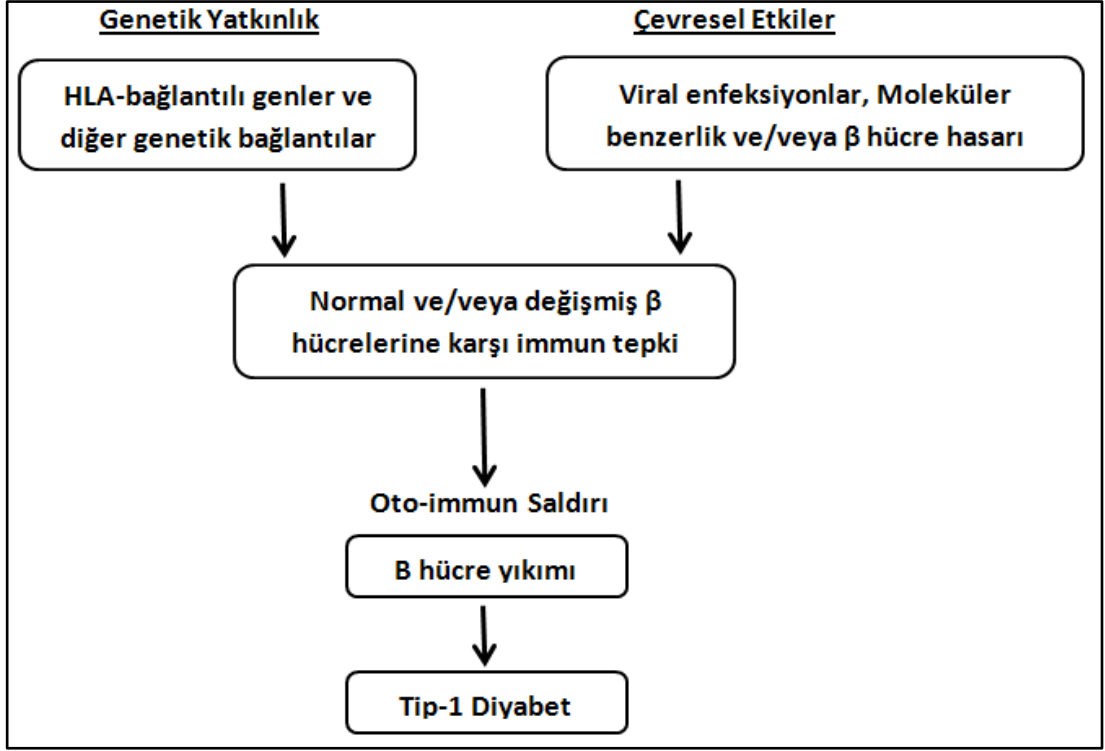 Genetik Yatkınlık
Çevresel Etkiler
HLA-bağlantılı genler ve
diğer genetik bağlantılar
Viral enfeksiyonlar, Moleküler
benzerlik ve/veya β hücre hasarı
Normal ve/veya değişmiş β
hücrelerine karşı immun tepki
Oto-immun Saldırı
B hücre yıkımı
Tip-1 Diyabet